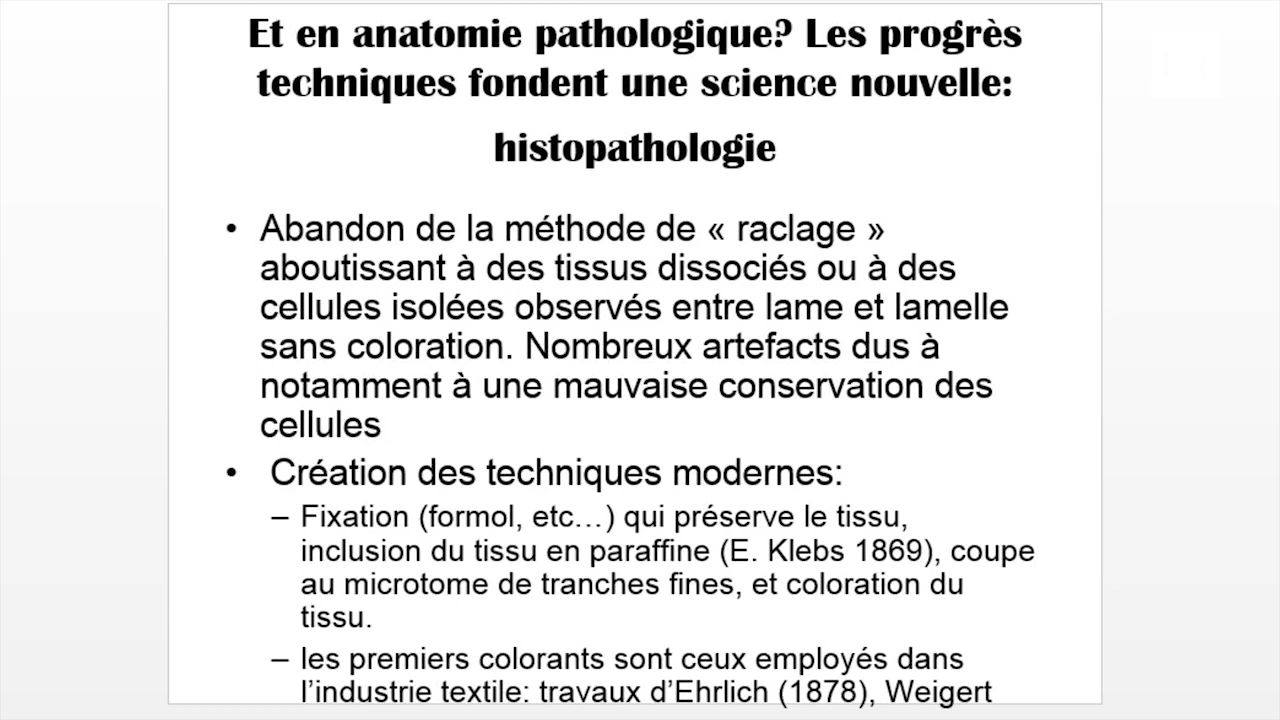 Et en anatomie pathologique? Les progrès
techniques fondent une science nouvelle:
histopathologie
• Abandon de la méthode de « raclage »
aboutissant à des tissus dissociés ou à des
cellules isolées observés entre lame et lamelle
sans coloration. Nombreux artefacts dus à
notamment à une mauvaise conservation des
cellules
• Création des techniques modernes:
– Fixation (formol, etc…) qui préserve le tissu,
inclusion du tissu en paraffine (E. Klebs 1869), coupe
au microtome de tranches fines, et coloration du
tissu.
– les premiers colorants sont ceux employés dans
l’industrie textile: travaux d’Ehrlich (1878), Weigert